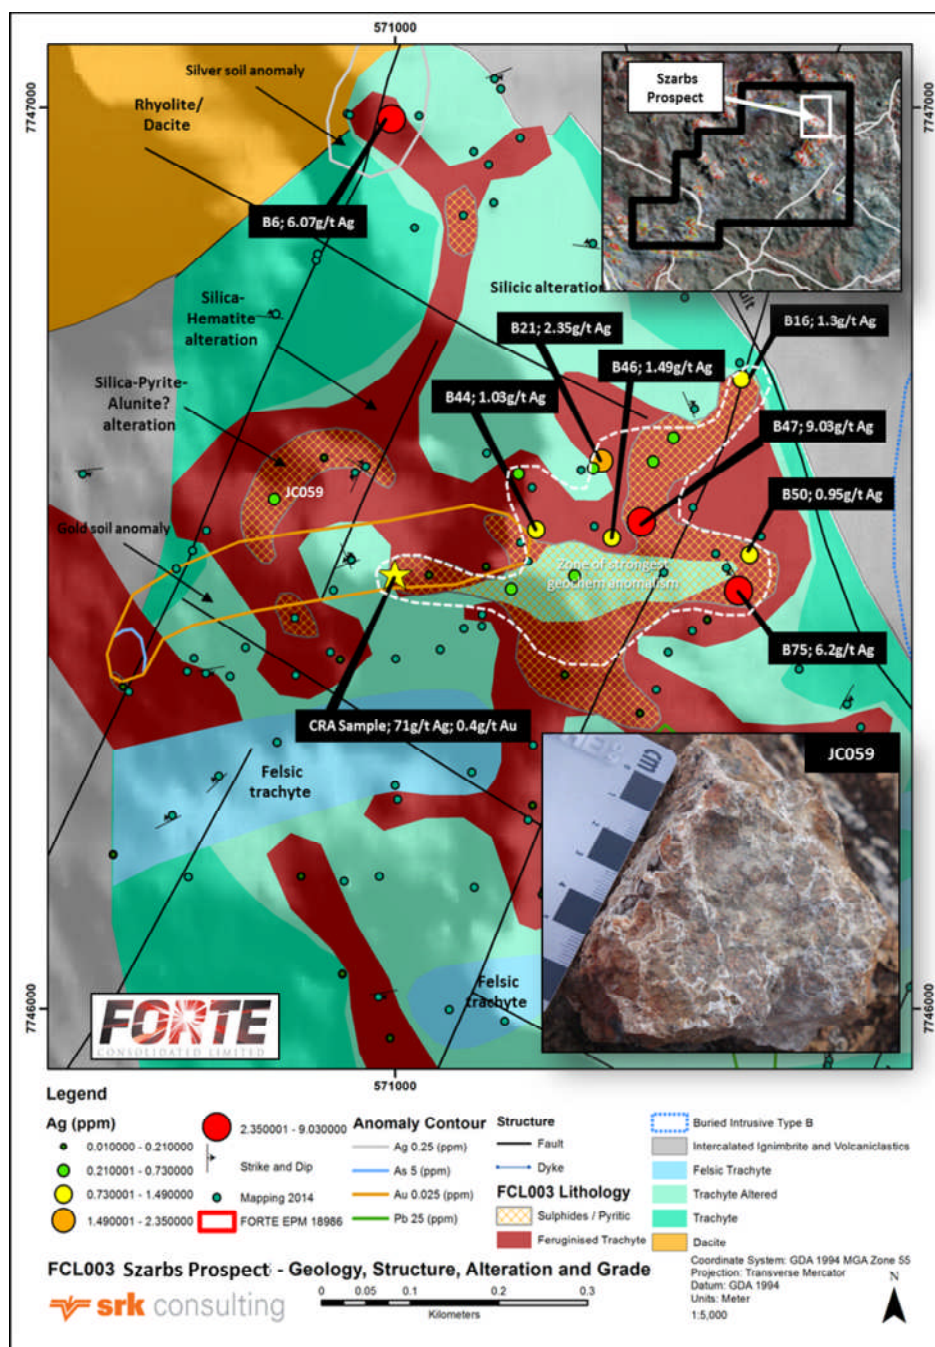 571000
7747000
7747000
Silver soil anomaly
Rhyolite/
Dacite
Szarbs
Prospect
B6; 6.07g/t Ag
Silica-
Hematite
alteration
Silicic alteration
ult
B21; 2.35g/t Ag
B16; 1.3g/t Ag
B46; 1.49g/t Ag
B44; 1.03g/t Ag
Silica-Pyrite-
Alunite?
alteration
B47; 9.03g/t Ag
B50; 0.95g/t Ag
JC059
Gold soil anomaly
Zone of strongest
geochem anomalism
B75; 6.2g/t Ag
CRA Sample; 71g/t Ag; 0.4g/t Au
JC059
cm
Felsic
trachyte
Felsic
trachyte
7746000
7746000
FORTE
CONSOLIDATED LIMITED
571000
Legend
Ag (ppm)
0.010000 - 0.210000
0.210001 - 0.730000
0.730001 - 1.490000
1.490001 - 2.350000
2.350001 - 9.030000
Strike and Dip
Mapping 2014
FORTE EPM 18986
Anomaly Contour
Ag 0.25 (ppm)
As 5 (ppm)
Au 0.025 (ppm)
Pb 25 (ppm)
Structure
Fault
Dyke
FCL003 Lithology
Sulphides / Pyritic
Feruginised Trachyte
Buried Intrusive Type B
Intercalated Ignimbrite and Volcaniclastics
Felsic Trachyte
Trachyte Altered
Trachyte
Dacite
FCL003 Szarbs Prospect - Geology, Structure, Alteration and Grade
srk consulting
0 0.05 0.1 0.2 0.3
Kilometers
Coordinate System: GDA 1994 MGA Zone 55
Projection: Transverse Mercator
Datum: GDA 1994
Units: Meter
1:5,000
N